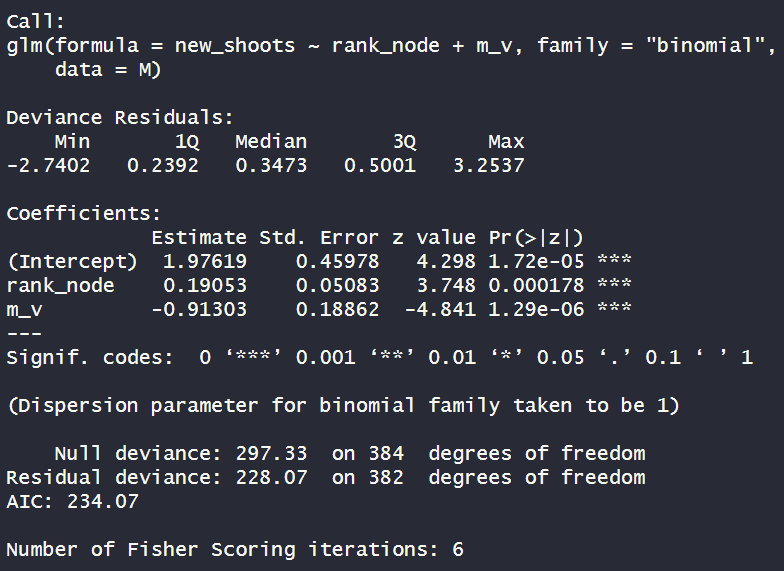 Call:
glm(formula = new_shoots ~ rank_node + m_v, family = "binomial",
    data = M)

Deviance Residuals:
    Min       1Q   Median       3Q      Max
-2.7402   0.2392   0.3473   0.5001   3.2537

Coefficients:
            Estimate Std. Error z value Pr(>|z|)
(Intercept)  1.97619    0.45978   4.298 1.72e-05 ***
rank_node    0.19053    0.05083   3.748 0.000178 ***
m_v         -0.91303    0.18862  -4.841 1.29e-06 ***
---
Signif. codes:  0 ‘***’ 0.001 ‘**’ 0.01 ‘*’ 0.05 ‘.’ 0.1 ‘ ’ 1

(Dispersion parameter for binomial family taken to be 1)

    Null deviance: 297.33  on 384  degrees of freedom
Residual deviance: 228.07  on 382  degrees of freedom
AIC: 234.07

Number of Fisher Scoring iterations: 6